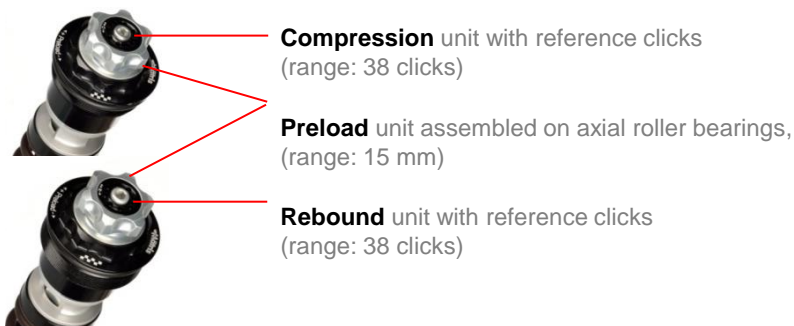 Compression unit with reference clicks
(range: 38 clicks)
Preload unit assembled on axial roller bearings,
(range: 15 mm)
Rebound unit with reference clicks
(range: 38 clicks)